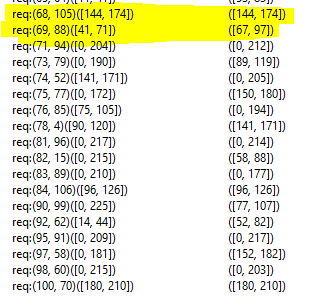 req:(68, 105)([144, 174]) ([144, 174])
req:(69, 88)([41, 71]) ([67, 97])
req:(71, 94)([0, 204]) ([0, 212])
req:(73, 79)([0, 190]) ([89, 119])
req:(74, 52)([141, 171]) ([0, 205])
req:(75, 77)([0, 172]) ([150, 180])
req:(76, 85)([75, 105]) ([0, 194])
req:(78, 4)([90, 120]) ([141, 171])
req:(81, 96)([0, 217]) ([0, 214])
req:(82, 15)([0, 215]) ([58, 88])
req:(83, 89)([0, 210]) ([0, 177])
req:(84, 106)([96, 126]) ([96, 126])
req:(90, 99)([0, 225]) ([77, 107])
req:(92, 62)([14, 44]) ([52, 82])
req:(95, 91)([0, 209]) ([0, 217])
req:(97, 58)([0, 181]) ([152, 182])
req:(98, 60)([0, 215]) ([0, 203])
req:(100, 70)([180, 210]) ([180, 210])